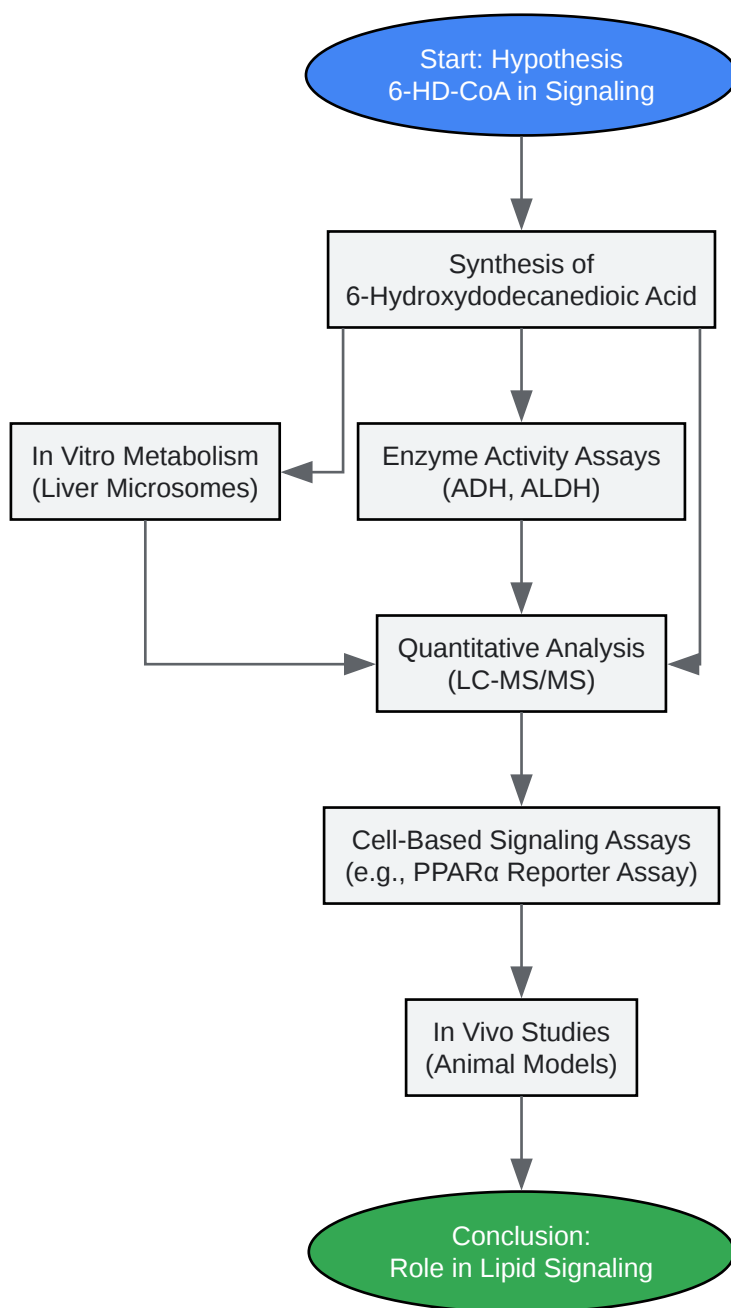 Start: Hypothesis
6-HD-CoA in Signaling
Synthesis of
6-Hydroxydodecanedioic Acid
In Vitro Metabolism
(Liver Microsomes)
Enzyme Activity Assays
(ADH, ALDH)
Quantitative Analysis
(LC-MS/MS)
Cell-Based Signaling Assays
(e.g., PPARα Reporter Assay)
In Vivo Studies
(Animal Models)
Conclusion:
Role in Lipid Signaling